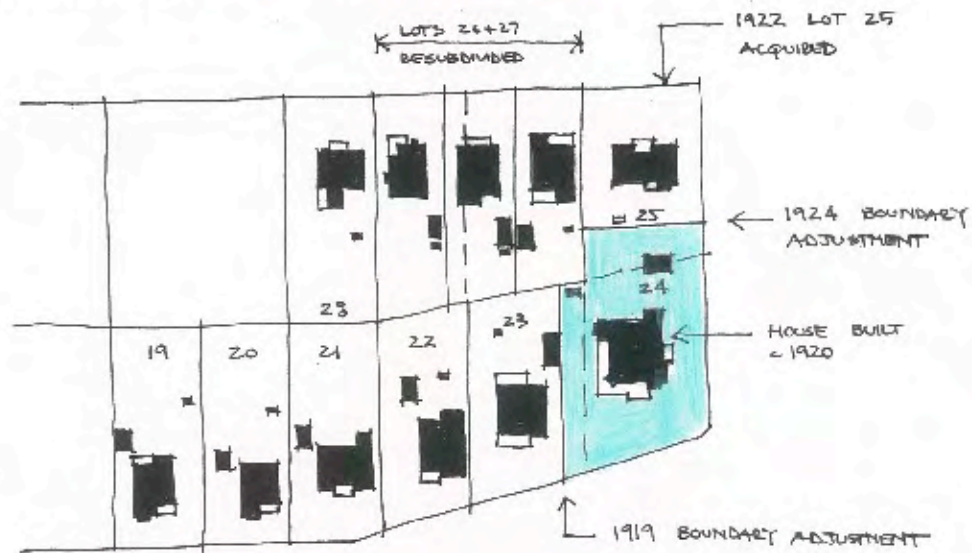 LOTS 26+27
RESUBDIVIDED
1922 LOT 25
ACQUIRED
25
1924 BOUNDARY
ADJUSTMENT
24
28
23
HOUSE BUILT
c 1920
19
20
21
22
1919 BOUNDARY ADJUSTMENT